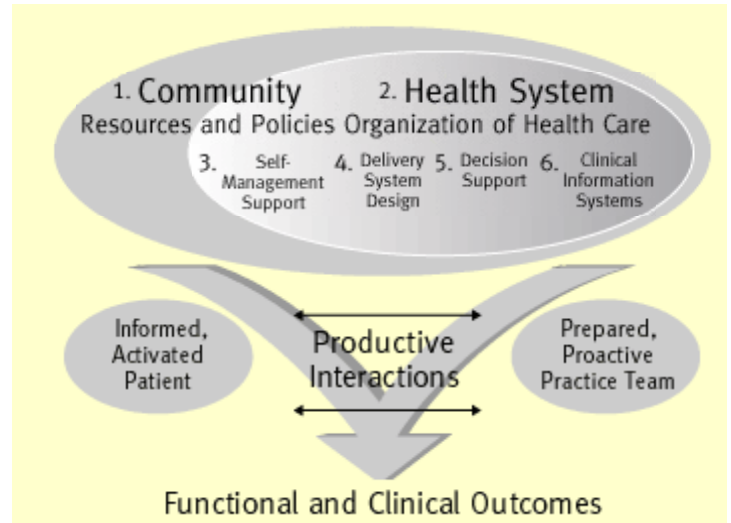 1. Community 2. Health System
Resources and Policies Organization of Health Care
3. Self-
Management
Support
4. Delivery
System
Design
5. Decision
Support
6. Clinical
Information
Systems
Informed,
Activated
Patient
Productive
Interactions
Prepared,
Proactive
Practice Team
Functional and Clinical Outcomes